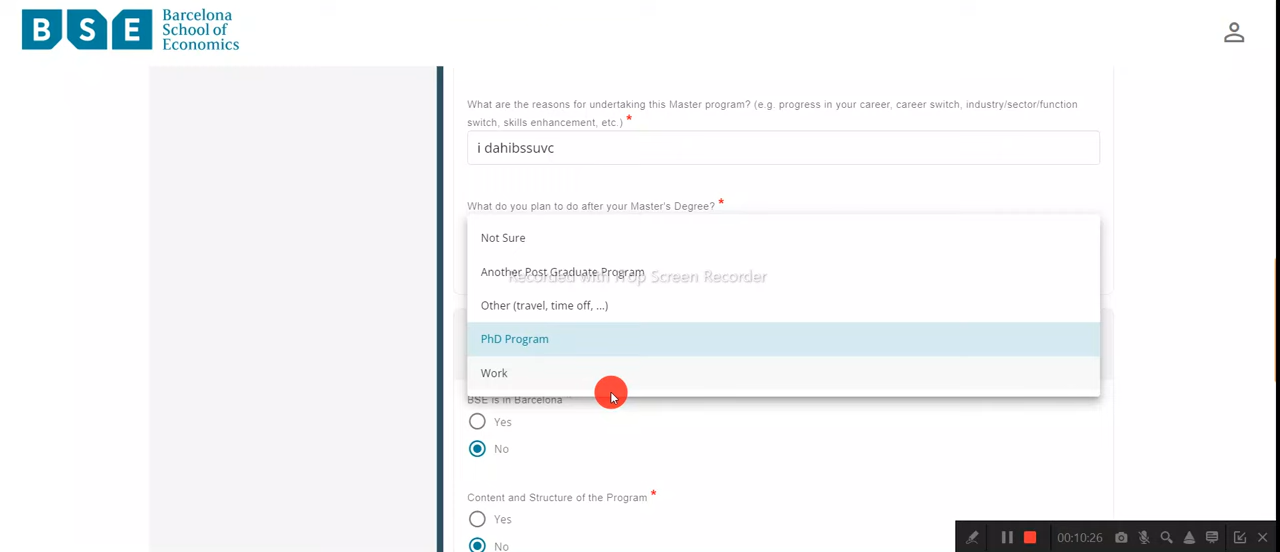 BSE Barcelona
School of
Economics
What are the reasons for undertaking this Master program? (e.g. progress in your career, career switch, industry/sector/function
switch, skills enhancement, etc.) *
i dahibssuvc
What do you plan to do after your Master's Degree? *
Not Sure
Another Post Graduate Program
Recorded with iTop Screen Recorder
Other (travel, time off, ...)
PhD Program
Work
BSE is in Barcelona
Yes
No
Content and Structure of the Program *
Yes
No
00:10:26